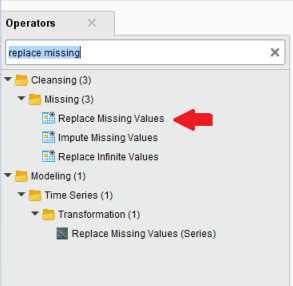 Operators
replace missing
Cleansing (3)
Missing (3)
Replace Missing Values
Impute Missing Values
Replace Infinite Values
Modeling (1)
Time Series (1)
Transformation (1)
Replace Missing Values (Series)